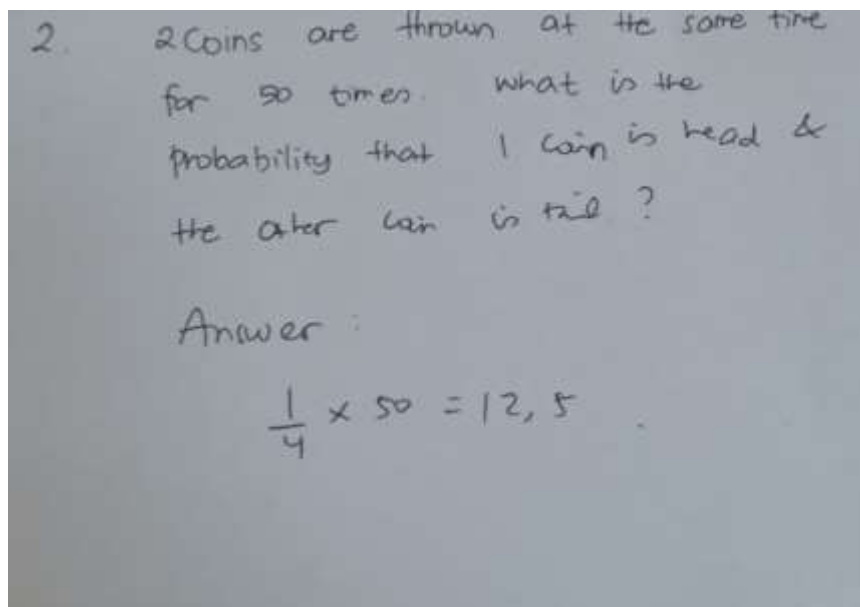 2. 2 Coins are thrown at the same time
for 50 times. what is the
probability that 1 coin is head &
the other coin is tail ?
Answer :
1/4 x 50 = 12,5